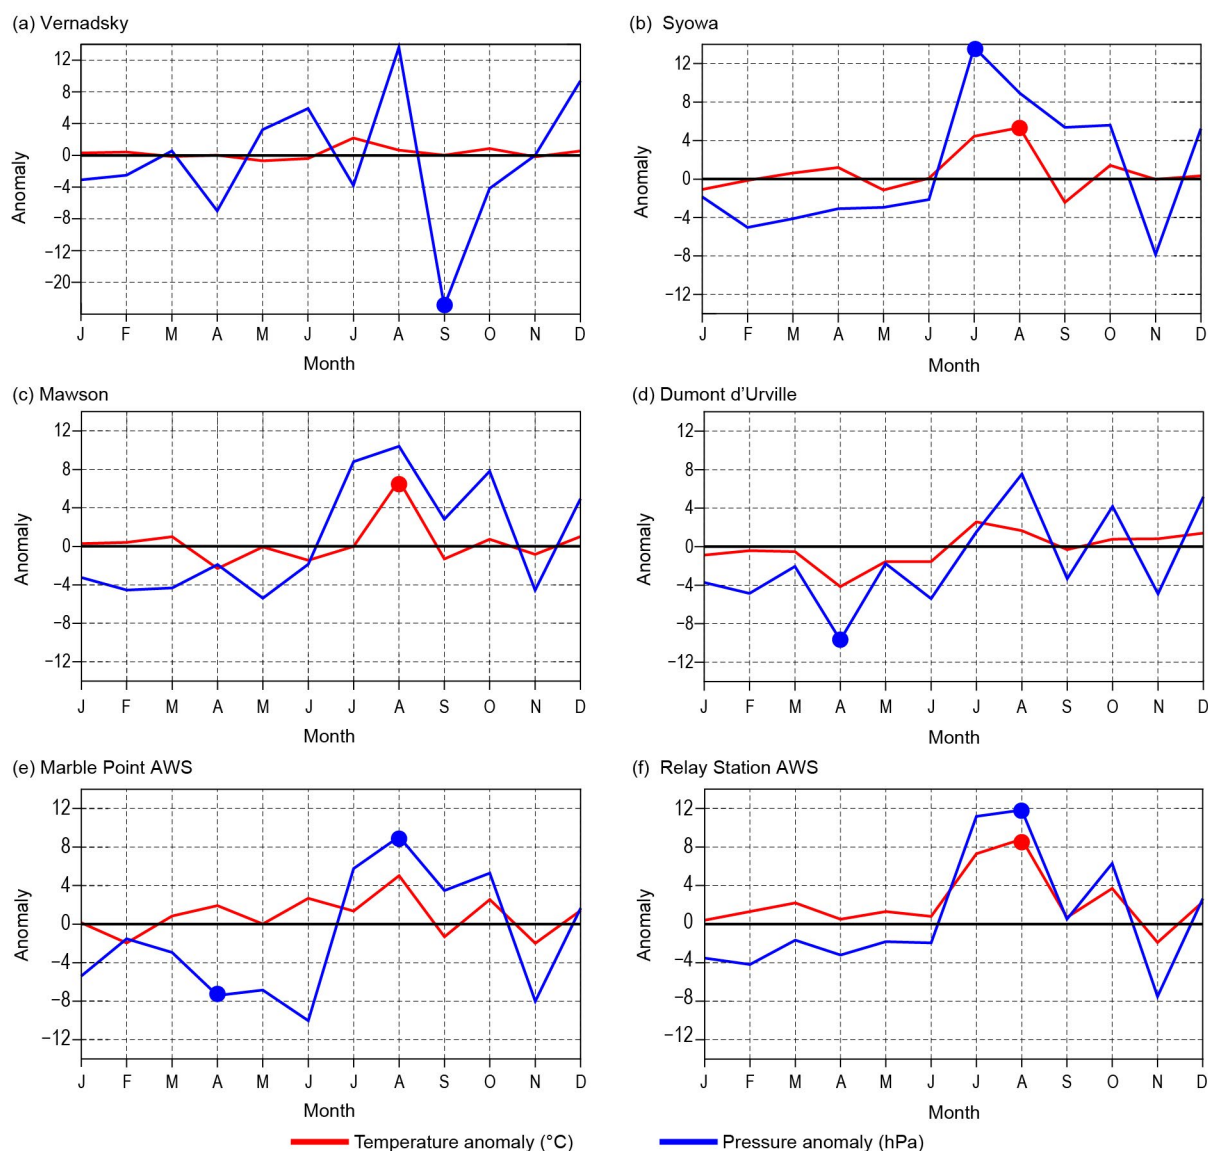 (a) Vernadsky
12
8
4
0
−4
−8
−12
−20
Anomaly
J F M A M J J A S O N D
Month
(b) Syowa
12
8
4
0
−4
−8
−12
Anomaly
J F M A M J J A S O N D
Month
(c) Mawson
12
8
4
0
−4
−8
−12
Anomaly
J F M A M J J A S O N D
Month
(d) Dumont d’Urville
12
8
4
0
−4
−8
−12
Anomaly
J F M A M J J A S O N D
Month
(e) Marble Point AWS
12
8
4
0
−4
−8
−12
Anomaly
J F M A M J J A S O N D
Month
(f) Relay Station AWS
12
8
4
0
−4
−8
−12
Anomaly
J F M A M J J A S O N D
Month
Temperature anomaly (°C) Pressure anomaly (hPa)